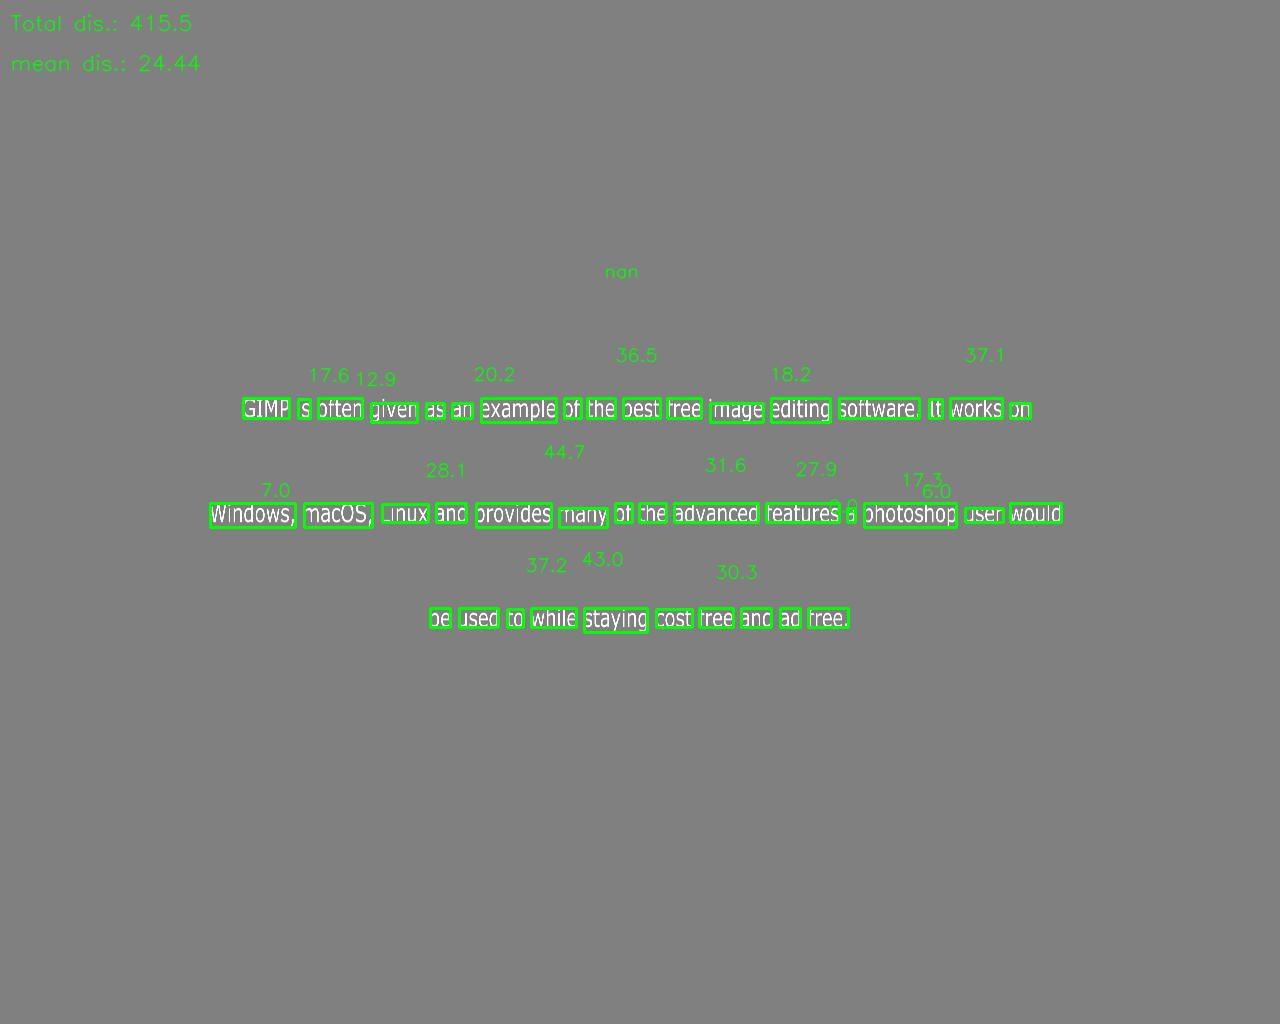 Total dis.: 415.5
mean dis.: 24.44
nan
36.5 37.1
17.6 12.9 20.2 18.2
GIMP is often given as an example of the best free image editing software. It works on
44.7
28.1 31.6 27.9
7.0 17.3 6.0
Windows, macOS, Linux and provides many of the advanced features a photoshop user would
37.2 43.0 30.3
be used to while staying cost free and ad free.